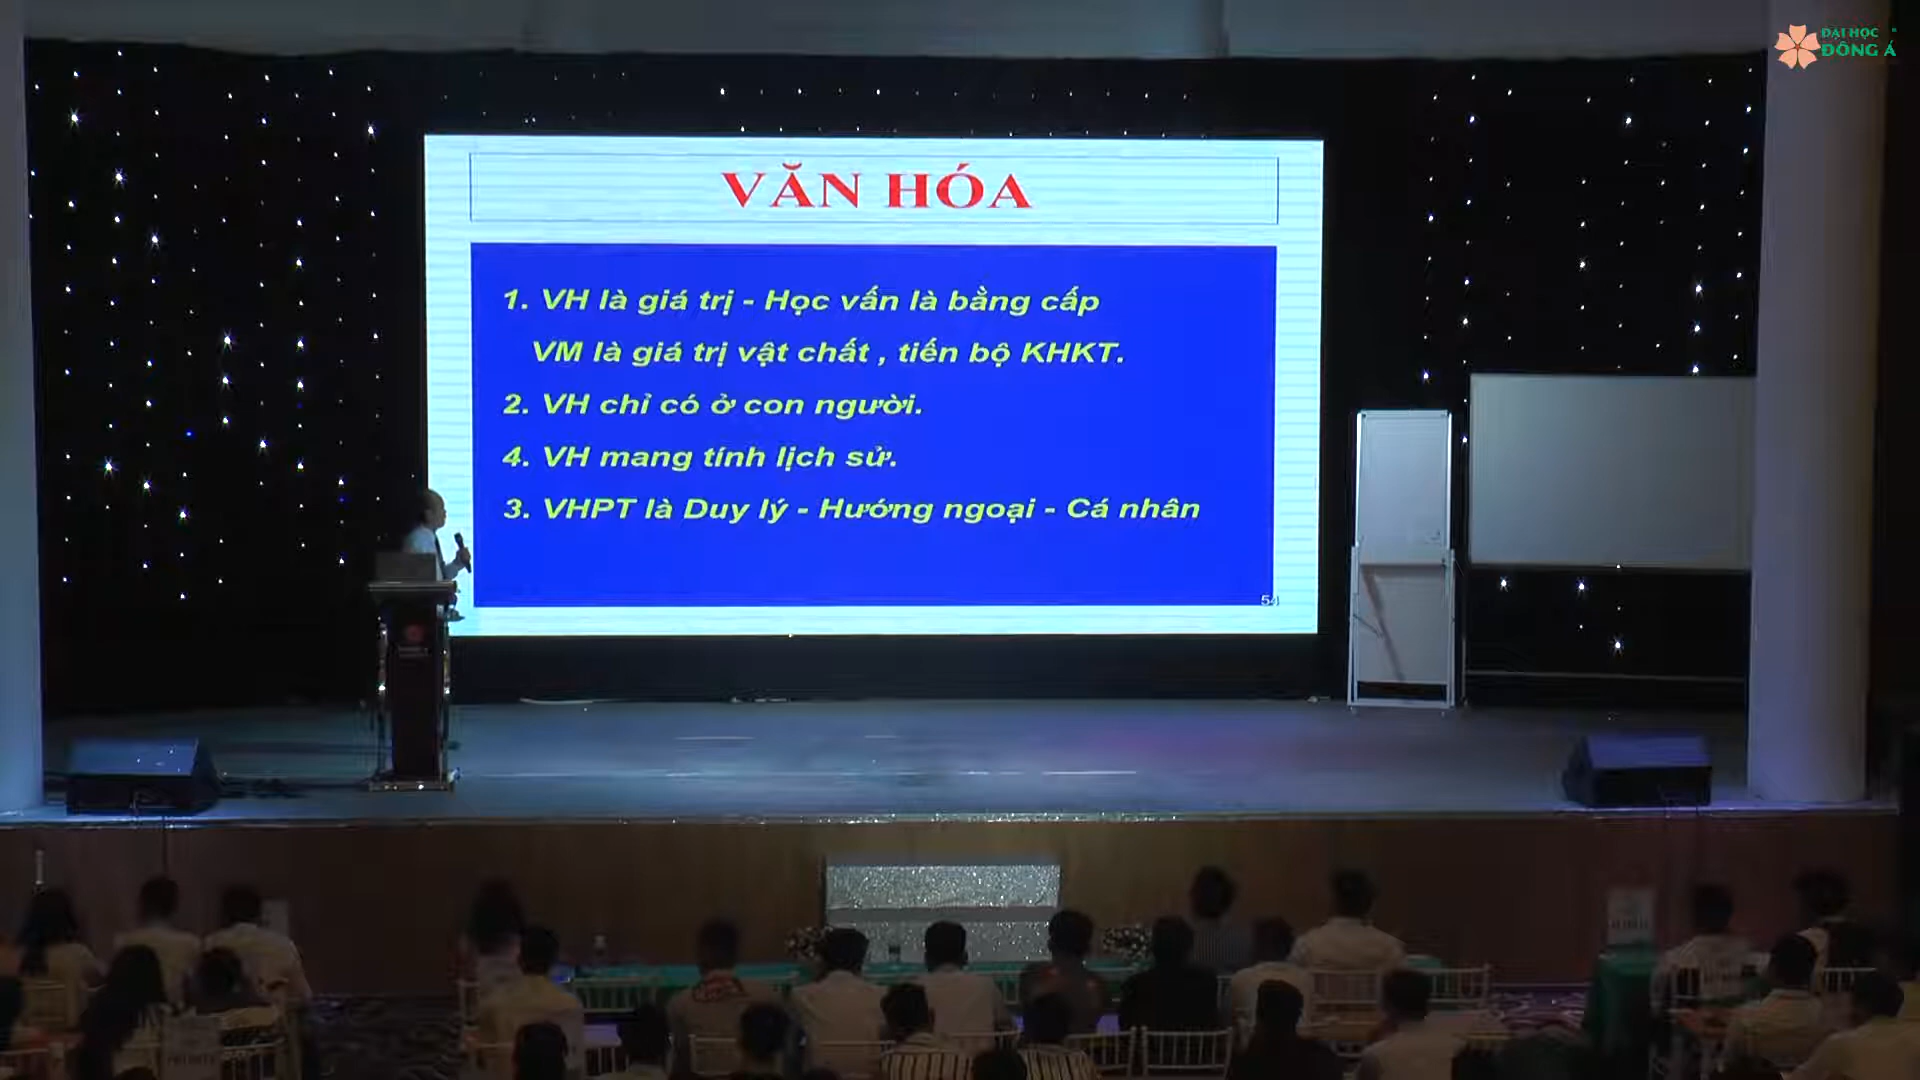 ĐẠI HỌC
ĐÔNG Á
VĂN HÓA
1. VH là giá trị - Học vấn là bằng cấp
VM là giá trị vật chất , tiến bộ KHKT.
2. VH chỉ có ở con người.
4. VH mang tính lịch sử.
3. VHPT là Duy lý - Hướng ngoại - Cá nhân
54